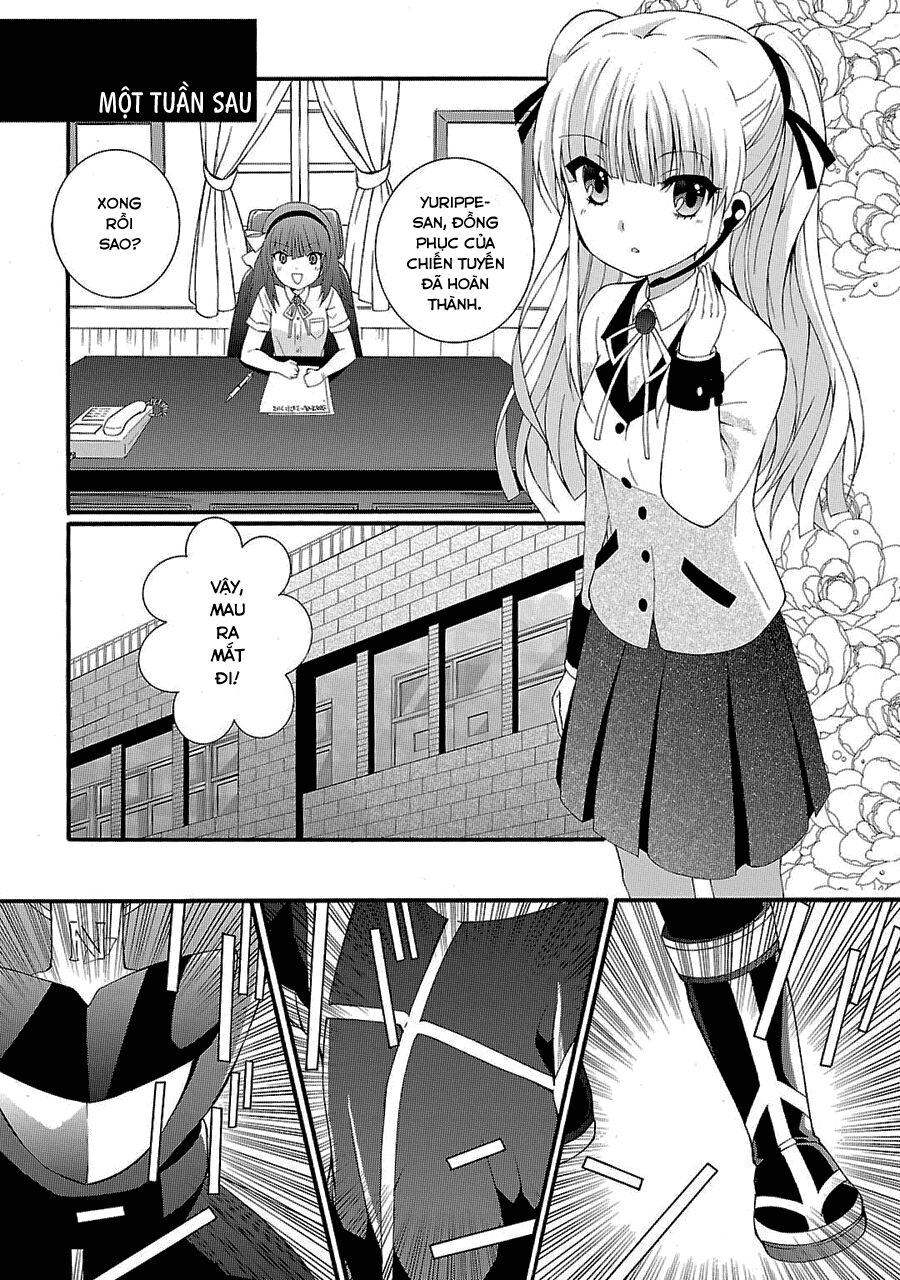 MỘT TUẦN SAU
YURIPPE-
SAN, ĐỒNG
PHỤC CỦA
CHIẾN TUYẾN
ĐÃ HOÀN
THÀNH.
XONG
RỒI
SAO?
VẬY,
MAU
RA
MẮT
ĐI!